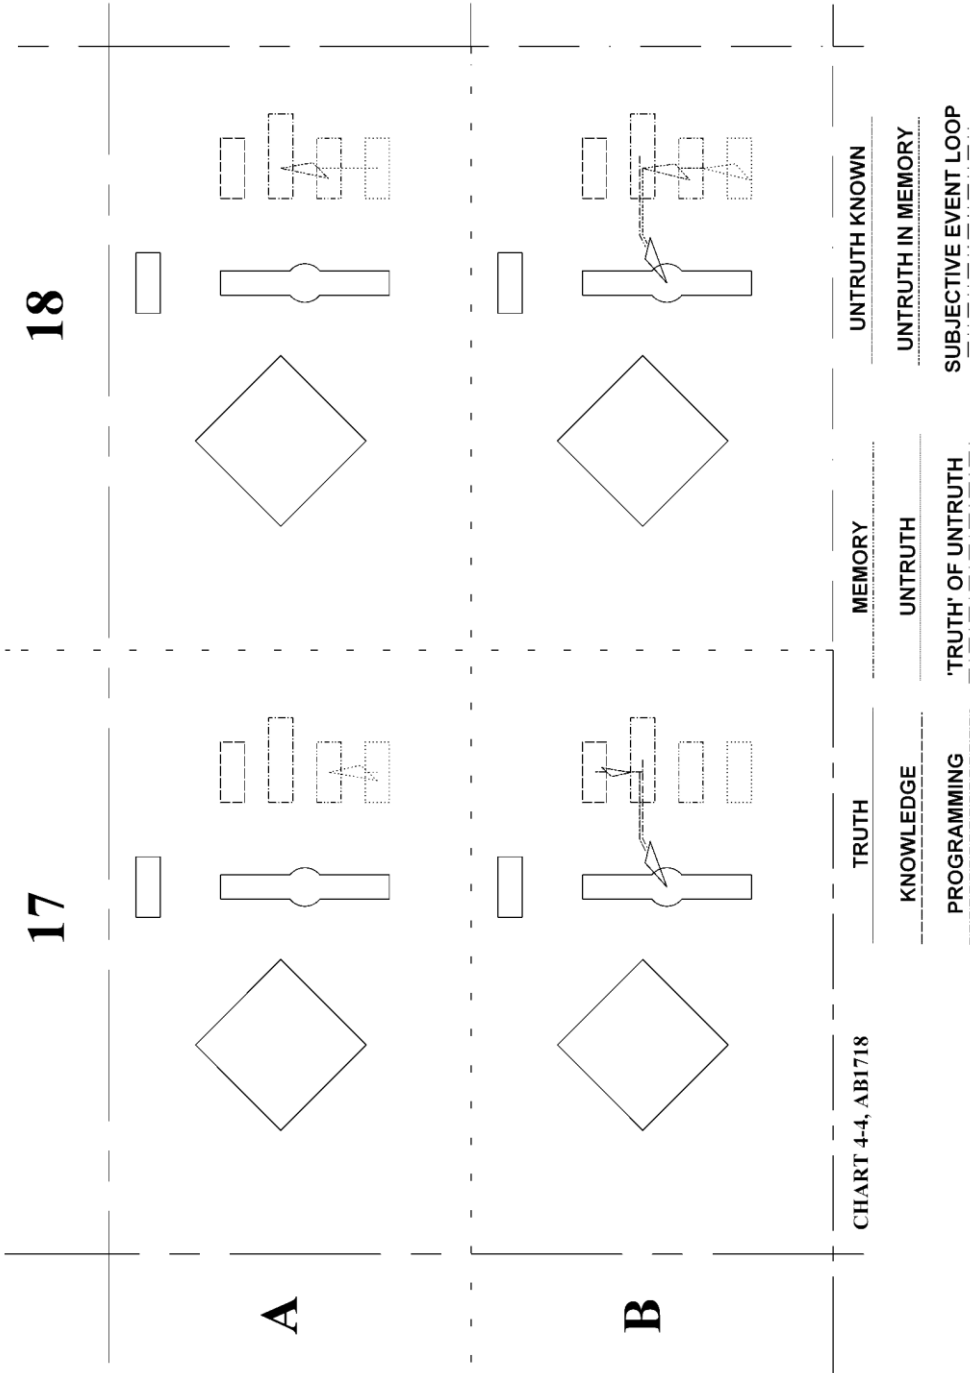 17 18
A
B
CHART 4-4, AB1718
TRUTH MEMORY UNTRUTH KNOWN
KNOWLEDGE UNTRUTH UNTRUTH IN MEMORY
PROGRAMMING 'TRUTH' OF UNTRUTH SUBJECTIVE EVENT LOOP